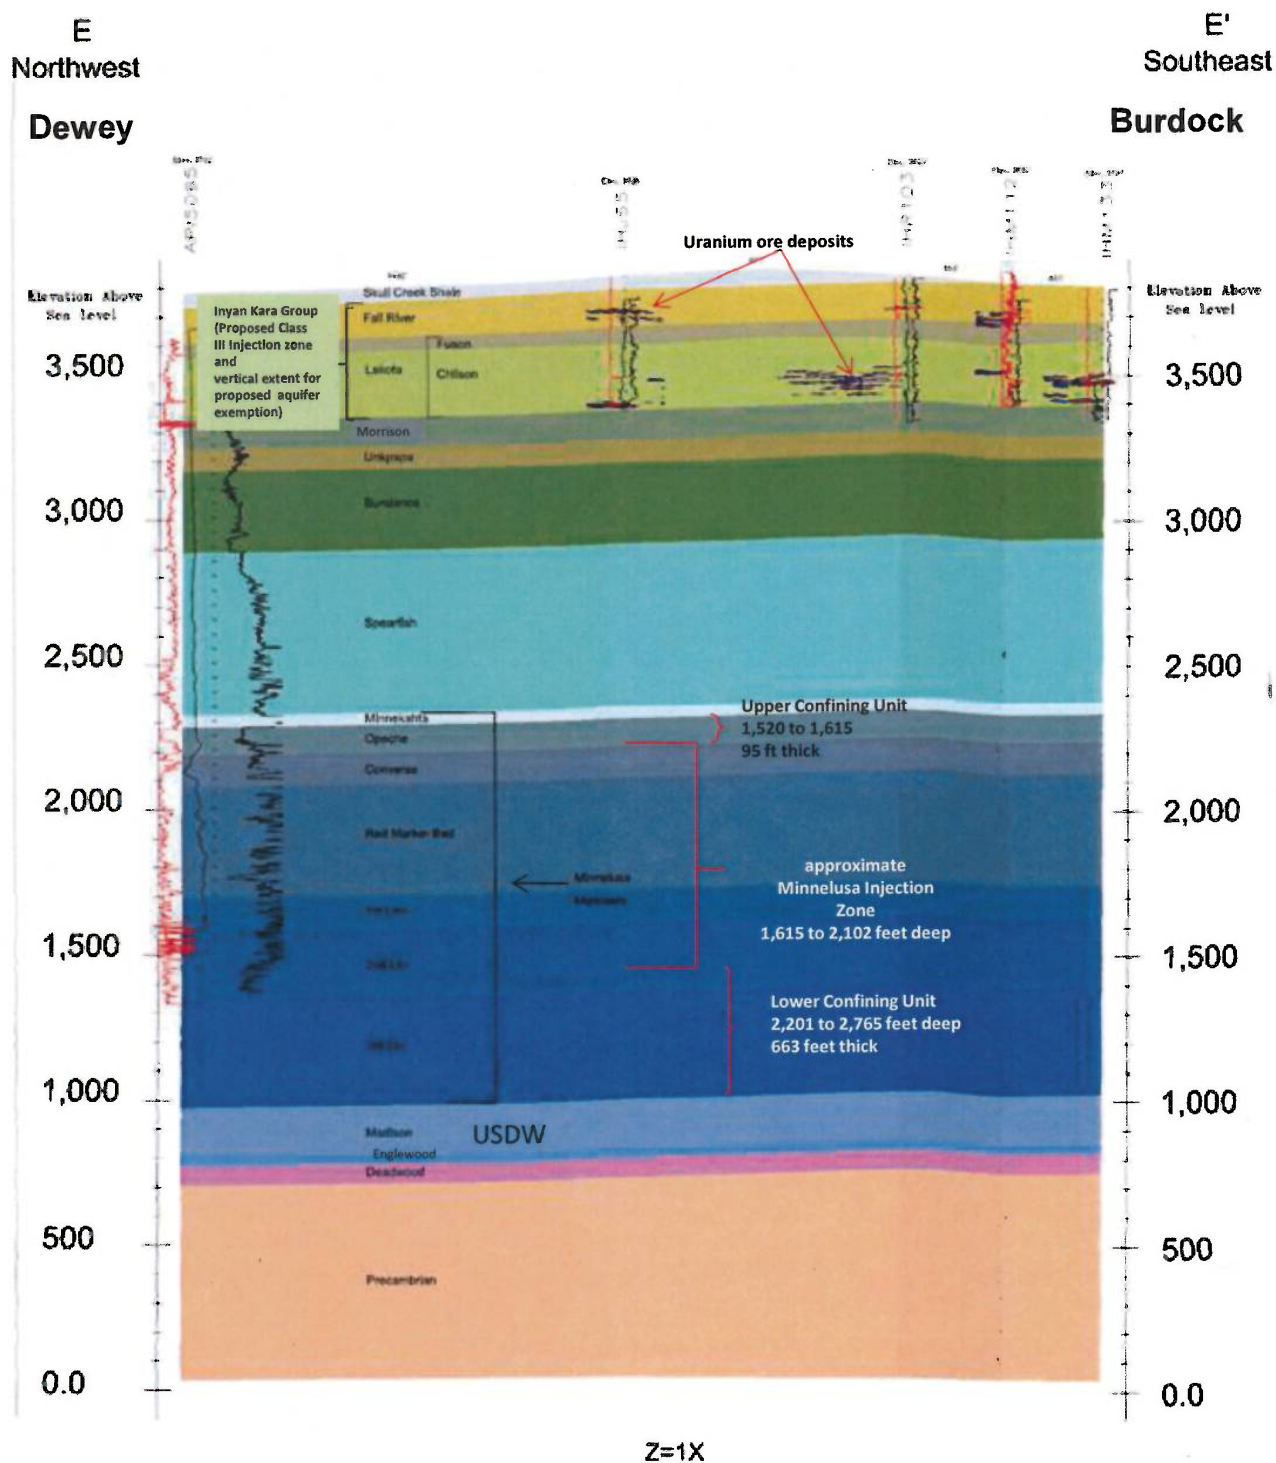 E
Northwest
Dewey
E'
Southeast
Burdock
Uranium ore deposits
Elevation Above
Sea level
Elevation Above
Sea level
3,500
3,000
2,500
2,000
1,500
1,000
500
0.0
3,500
3,000
2,500
2,000
1,500
1,000
500
0.0
Inyan Kara Group
(Proposed Class
III Injection zone
and
vertical extent for
proposed aquifer
exemption)
Skull Creek Shale
Fall River
Fuson
Lakota
Chilson
Morrison
Unkpapa
Sundance
Spearfish
Minnekahta
Opeche
Converse
Red Marker Bed
Minnelusa
Upper Confining Unit
1,520 to 1,615
95 ft thick
approximate
Minnelusa Injection
Zone
1,615 to 2,102 feet deep
Lower Confining Unit
2,201 to 2,765 feet deep
663 feet thick
Madison
USDW
Englewood
Deadwood
Precambrian
Z=1X